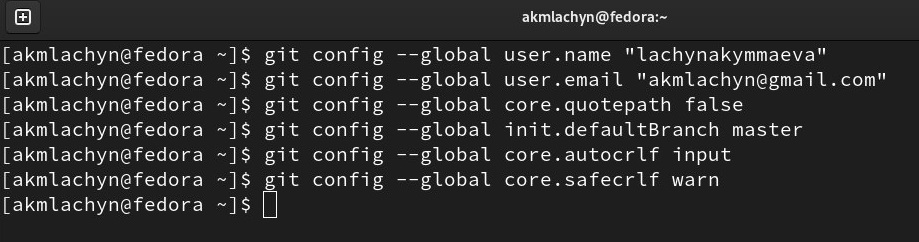 akmlachyn@fedora:~
[akmlachyn@fedora ~]$ git config --global user.name "lachynakymmaeva"
[akmlachyn@fedora ~]$ git config --global user.email "akmlachyn@gmail.com"
[akmlachyn@fedora ~]$ git config --global core.quotepath false
[akmlachyn@fedora ~]$ git config --global init.defaultBranch master
[akmlachyn@fedora ~]$ git config --global core.autocrlf input
[akmlachyn@fedora ~]$ git config --global core.safecrlf warn
[akmlachyn@fedora ~]$